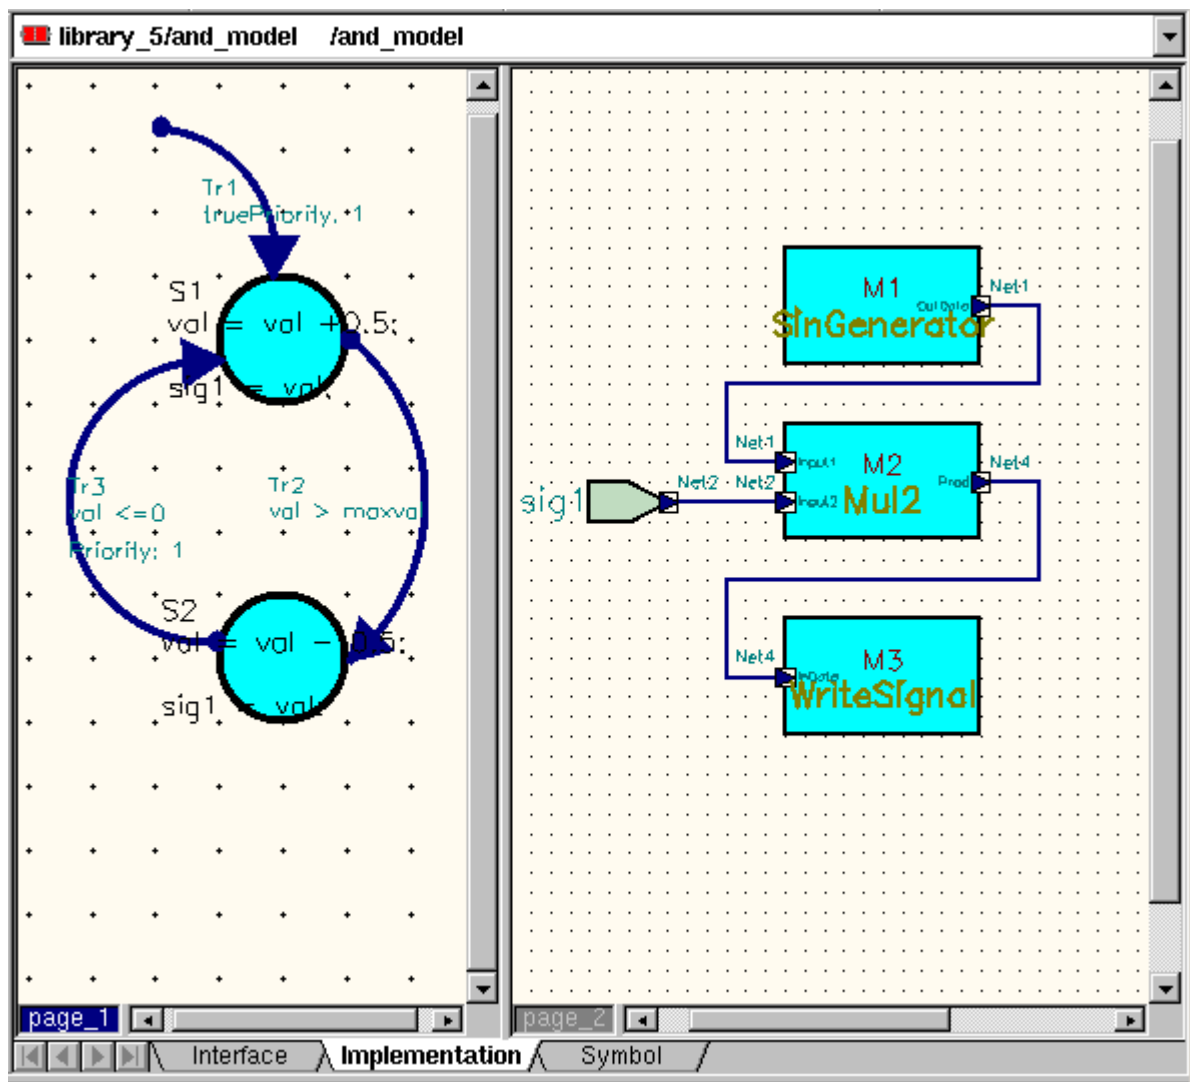 library_5/and_model /and_model
Tr1
truePriority: 1
S1
val = val +0.5;
sig1 = val;
Tr3
val <=0
Priority: 1
Tr2
val > maxval
S2
val = val - 0.5;
sig1 = val;
M1
SinGenerator
OutData
Net1
Net1
Input1
M2
Mul2
Prod
Net4
sig1
Net2
Net2
Input2
Net4
InData
M3
WriteSignal
page_1
page_2
Interface
Implementation
Symbol